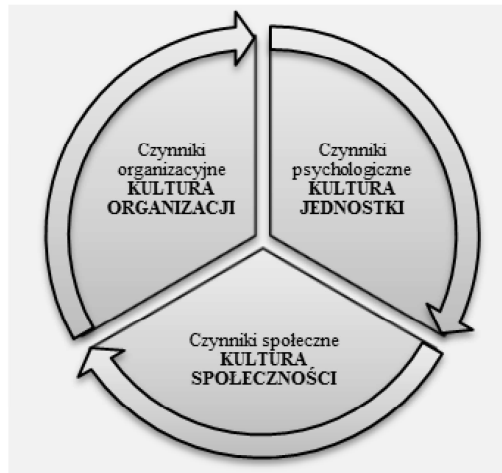 Czynniki
organizacyjne
KULTURA
ORGANIZACJI
Czynniki
psychologiczne
KULTURA
JEDNOSTKI
Czynniki społeczne
KULTURA
SPOŁECZNOŚCI